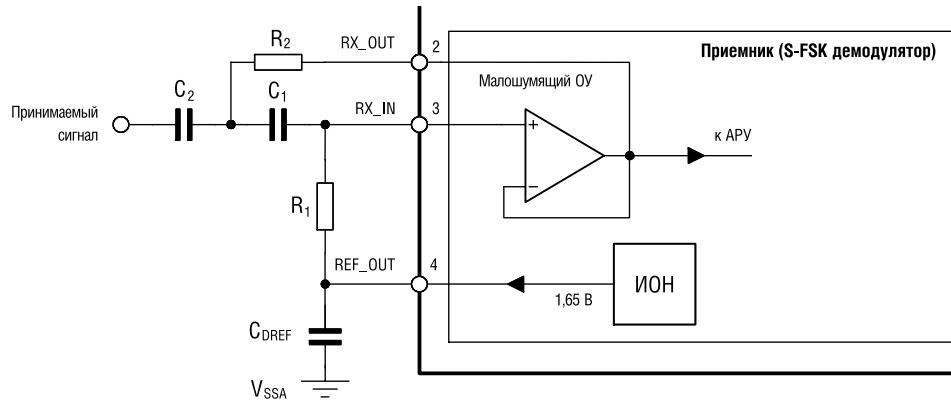 R2
RX_OUT
2
Приемник (S-FSK демодулятор)
Малошумящий ОУ
C2
C1
RX_IN
3
Принимаемый
сигнал
+
к АРУ
−
R1
REF_OUT
4
ИОН
1,65 В
CDREF
VSSA